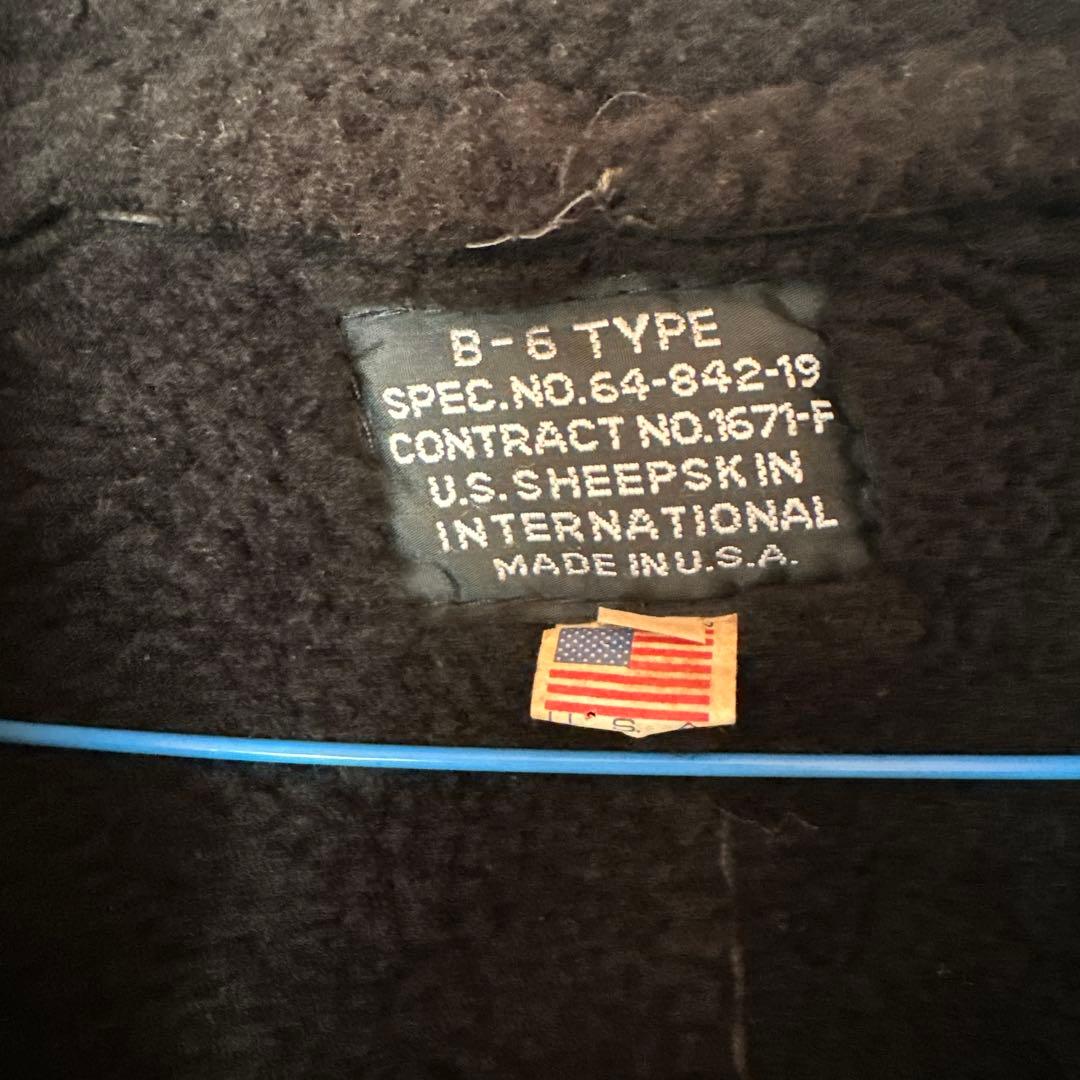 B-6 TYPE
SPEC.NO.64-842-19
CONTRACT NO.1671-F
U.S.SHEEPSKIN
INTERNATIONAL
MADE IN U.S.A.
U.S.A